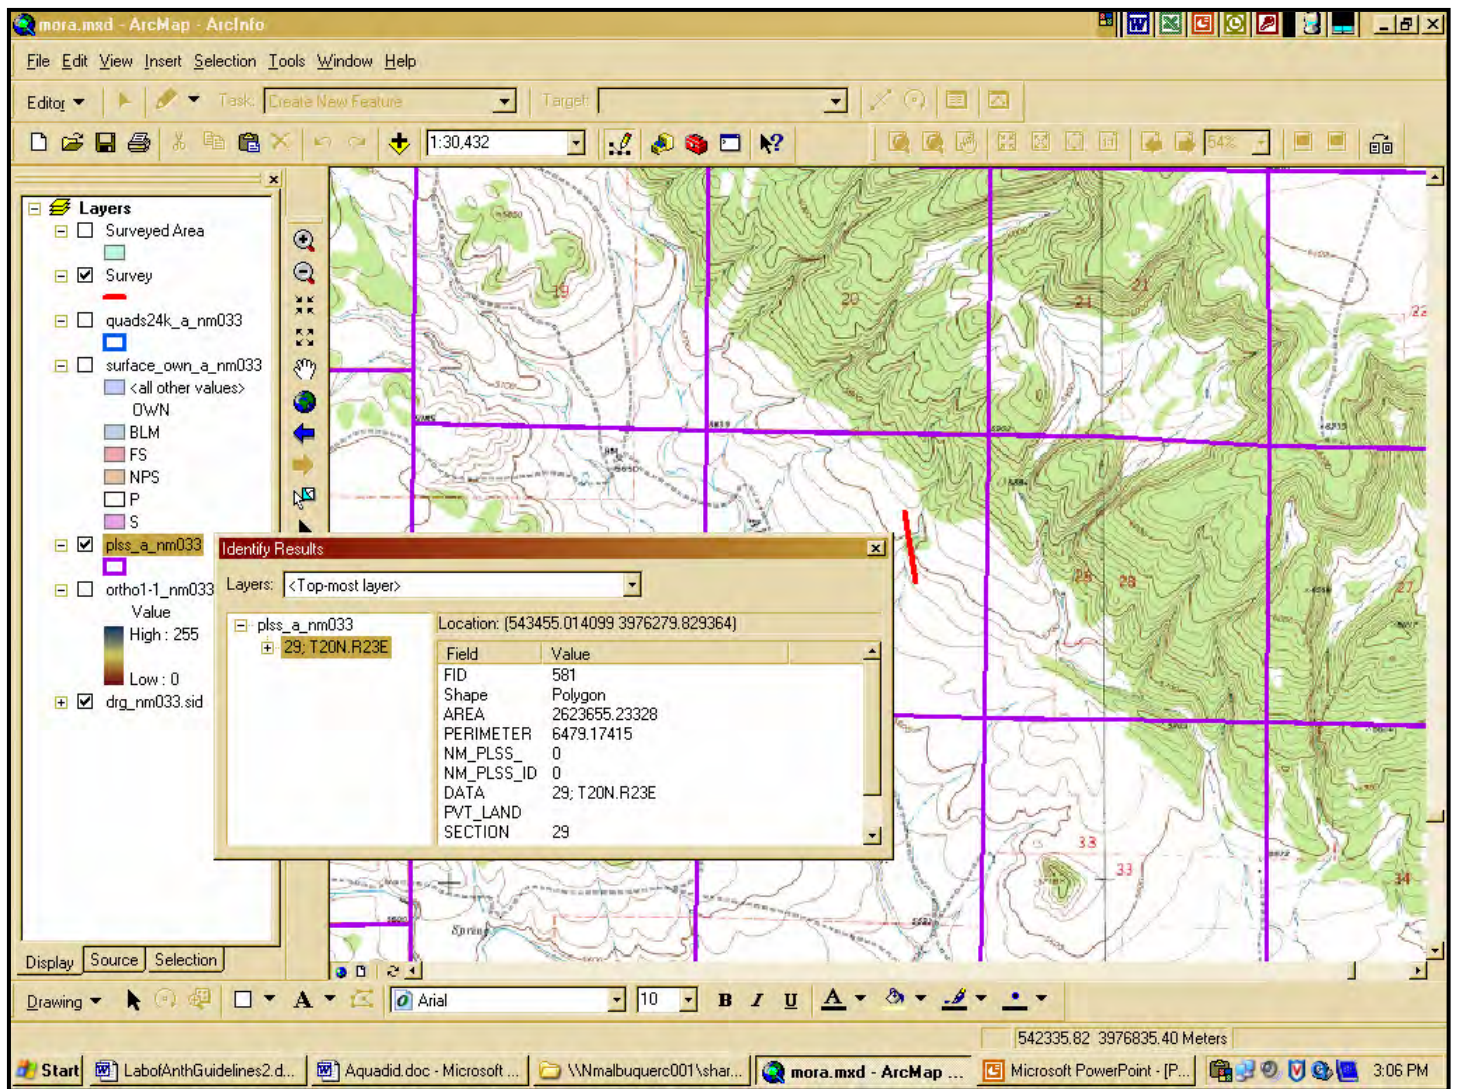 mora.mxd - ArcMap - ArcInfo
File Edit View Insert Selection Tools Window Help
Editor Task: Create New Feature Target:
1:30,432 54%
Layers
Surveyed Area
Survey
quads24k_a_nm033
surface_own_a_nm033
<all other values>
OWN
BLM
FS
NPS
P
S
plss_a_nm033
ortho1-1_nm033
Value
High : 255
Low : 0
drg_nm033.sid
Display Source Selection
19
20
21
21
22
28
28
27
33
33
34
Spring
Identify Results
Layers: <Top-most layer>
plss_a_nm033
29; T20N.R23E
Location: (543455.014099 3976279.829364)
Field Value
FID 581
Shape Polygon
AREA 2623655.23328
PERIMETER 6479.17415
NM_PLSS_ 0
NM_PLSS_ID 0
DATA 29; T20N.R23E
PVT_LAND
SECTION 29
Drawing A Arial 10 B I U A
542335.82 3976835.40 Meters
Start LabofAnthGuidelines2.d... Aquadid.doc - Microsoft ... \\Nmalbuquerc001\shar... mora.mxd - ArcMap ... Microsoft PowerPoint - [P... 3:06 PM